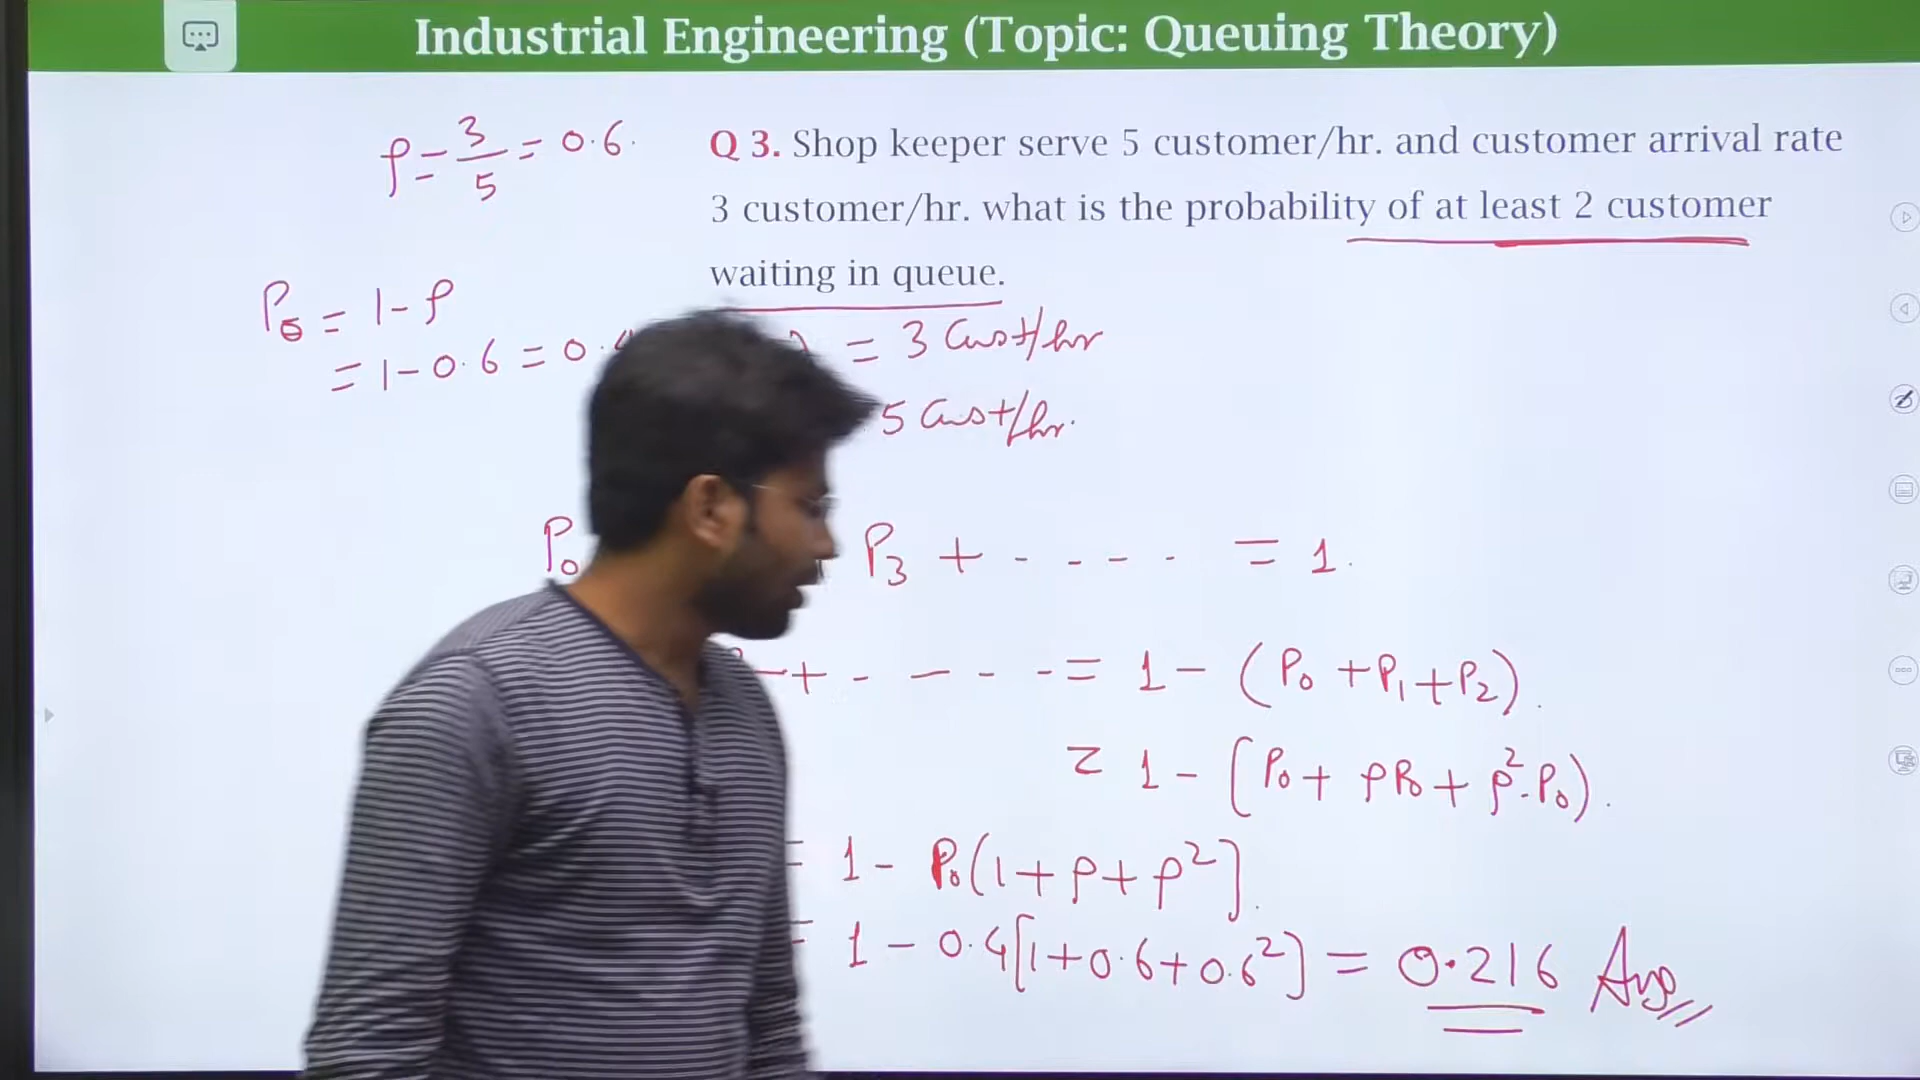 Industrial Engineering (Topic: Queuing Theory)
ρ = 3/5 = 0.6.
Q 3. Shop keeper serve 5 customer/hr. and customer arrival rate
3 customer/hr. what is the probability of at least 2 customer
waiting in queue.
P₀ = 1 - ρ
= 1 - 0.6 = 0.4
= 3 Cust/hr
5 Cust/hr.
P₀ P₃ + - - - - = 1.
+ - - - - = 1 - (P₀ + P₁ + P₂).
= 1 - [P₀ + ρP₀ + ρ².P₀).
= 1 - P₀(1 + ρ + ρ²].
= 1 - 0.4[1 + 0.6 + 0.6²] = 0.216 Ans